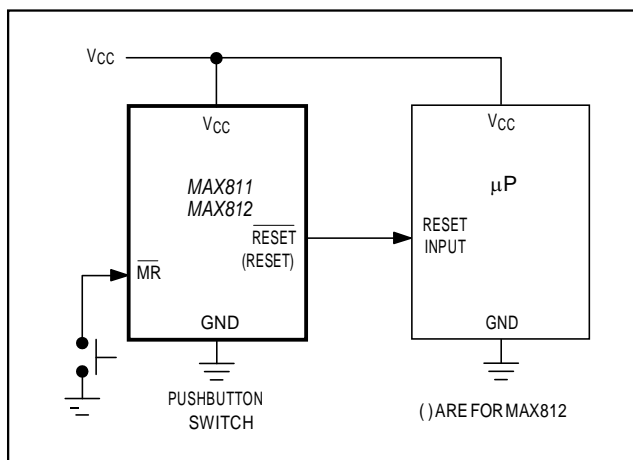 VCC
VCC
VCC
MAX811
MAX812
μP
RESET
(RESET)
RESET
INPUT
MR
GND
GND
PUSHBUTTON
SWITCH
( ) ARE FOR MAX812